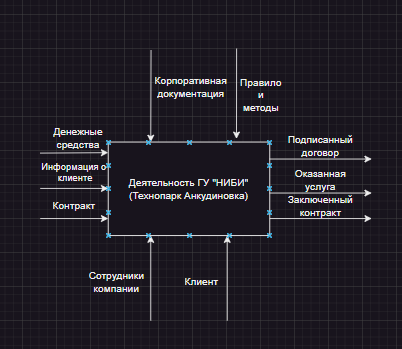 Корпоративная
документация
Правило
и
методы
Денежные
средства
Информация о
клиенте
Контракт
Деятельность ГУ "НИБИ"
(Технопарк Анкудиновка)
Подписанный
договор
Оказанная
услуга
Заключенный
контракт
Сотрудники
компании
Клиент